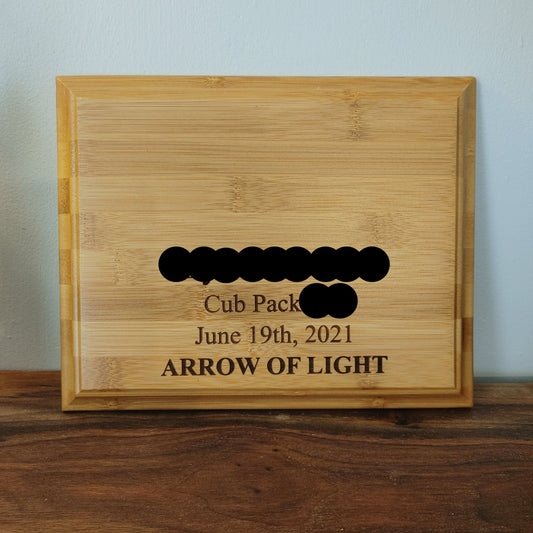 Cub Pack
June 19th, 2021
ARROW OF LIGHT